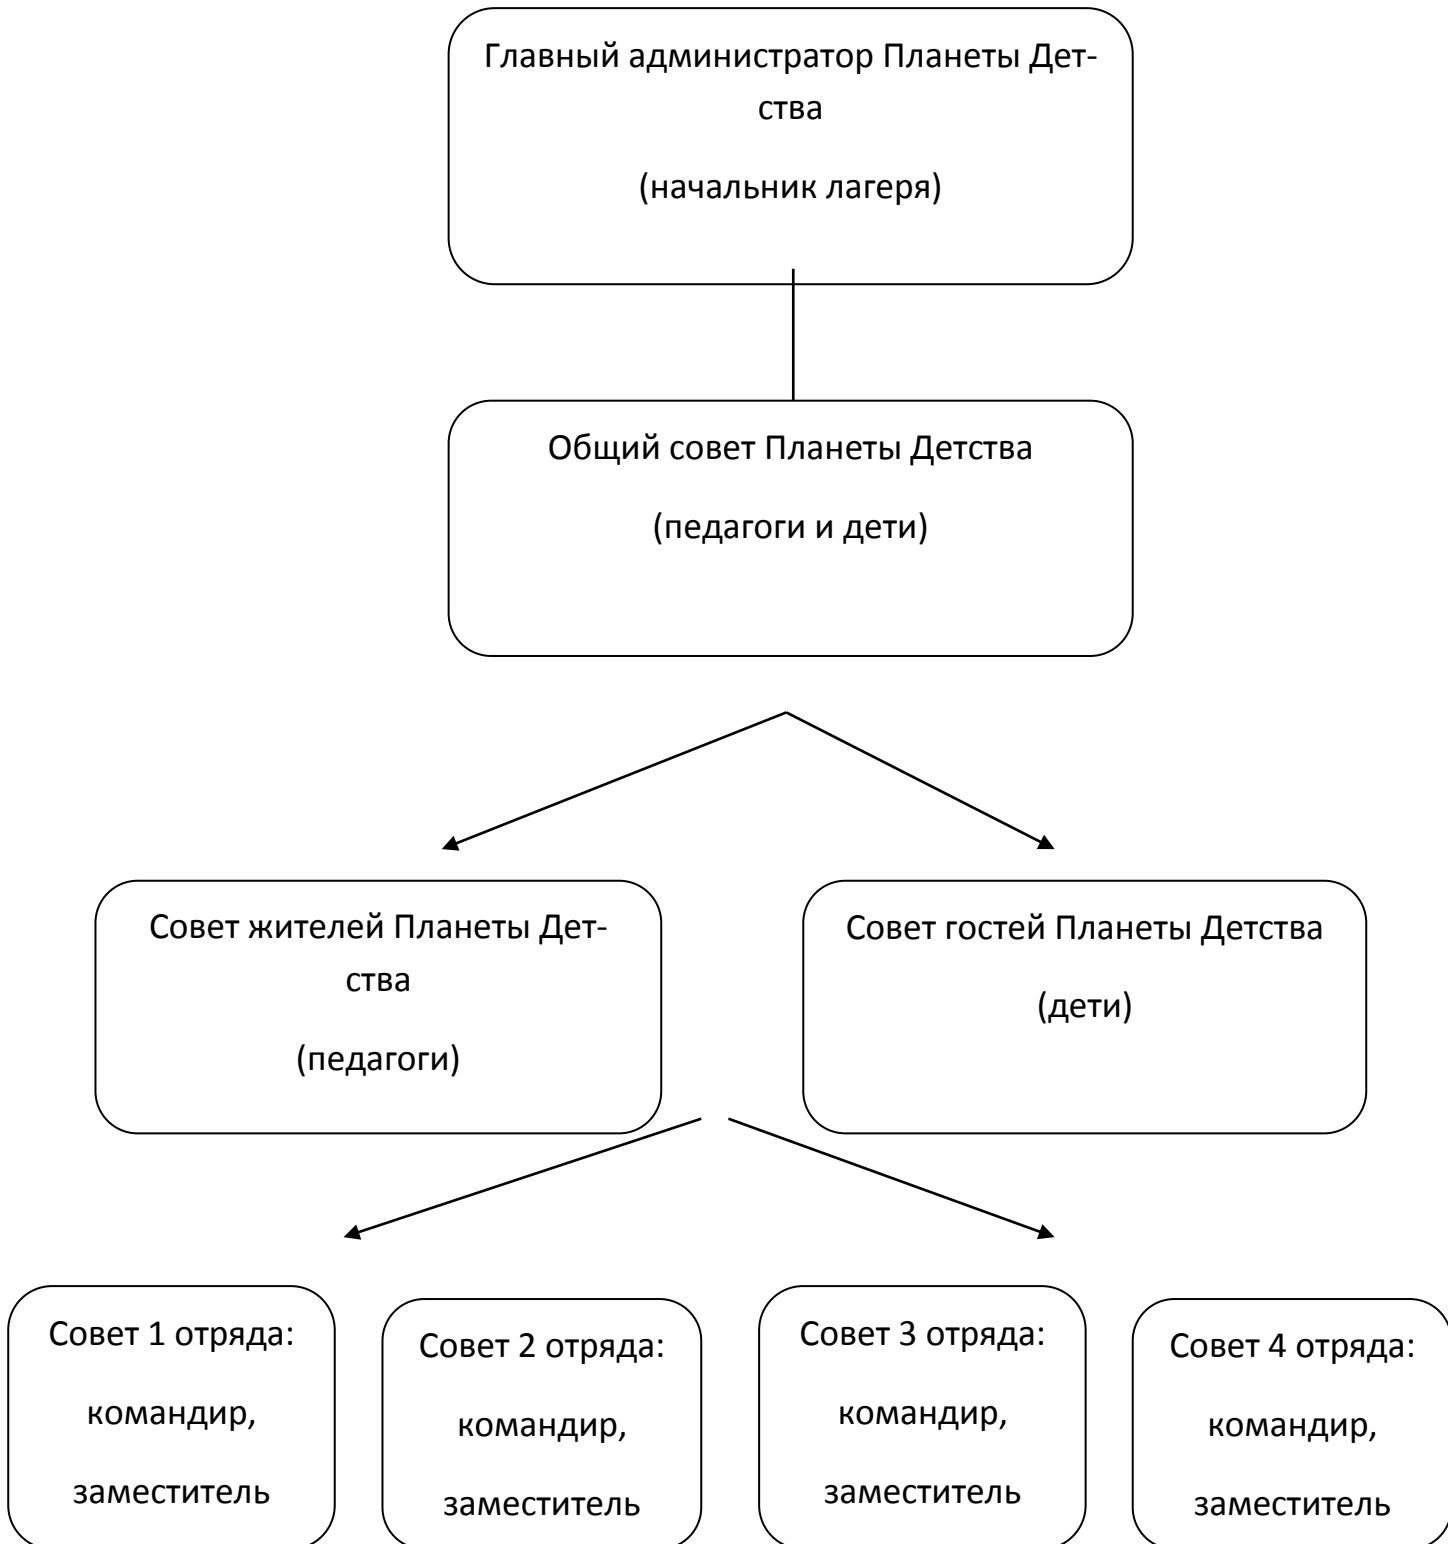 Главный администратор Планеты Дет-
ства
(начальник лагеря)
Общий совет Планеты Детства
(педагоги и дети)
Совет жителей Планеты Дет-
ства
(педагоги)
Совет гостей Планеты Детства
(дети)
Совет 1 отряда:
командир,
заместитель
Совет 2 отряда:
командир,
заместитель
Совет 3 отряда:
командир,
заместитель
Совет 4 отряда:
командир,
заместитель